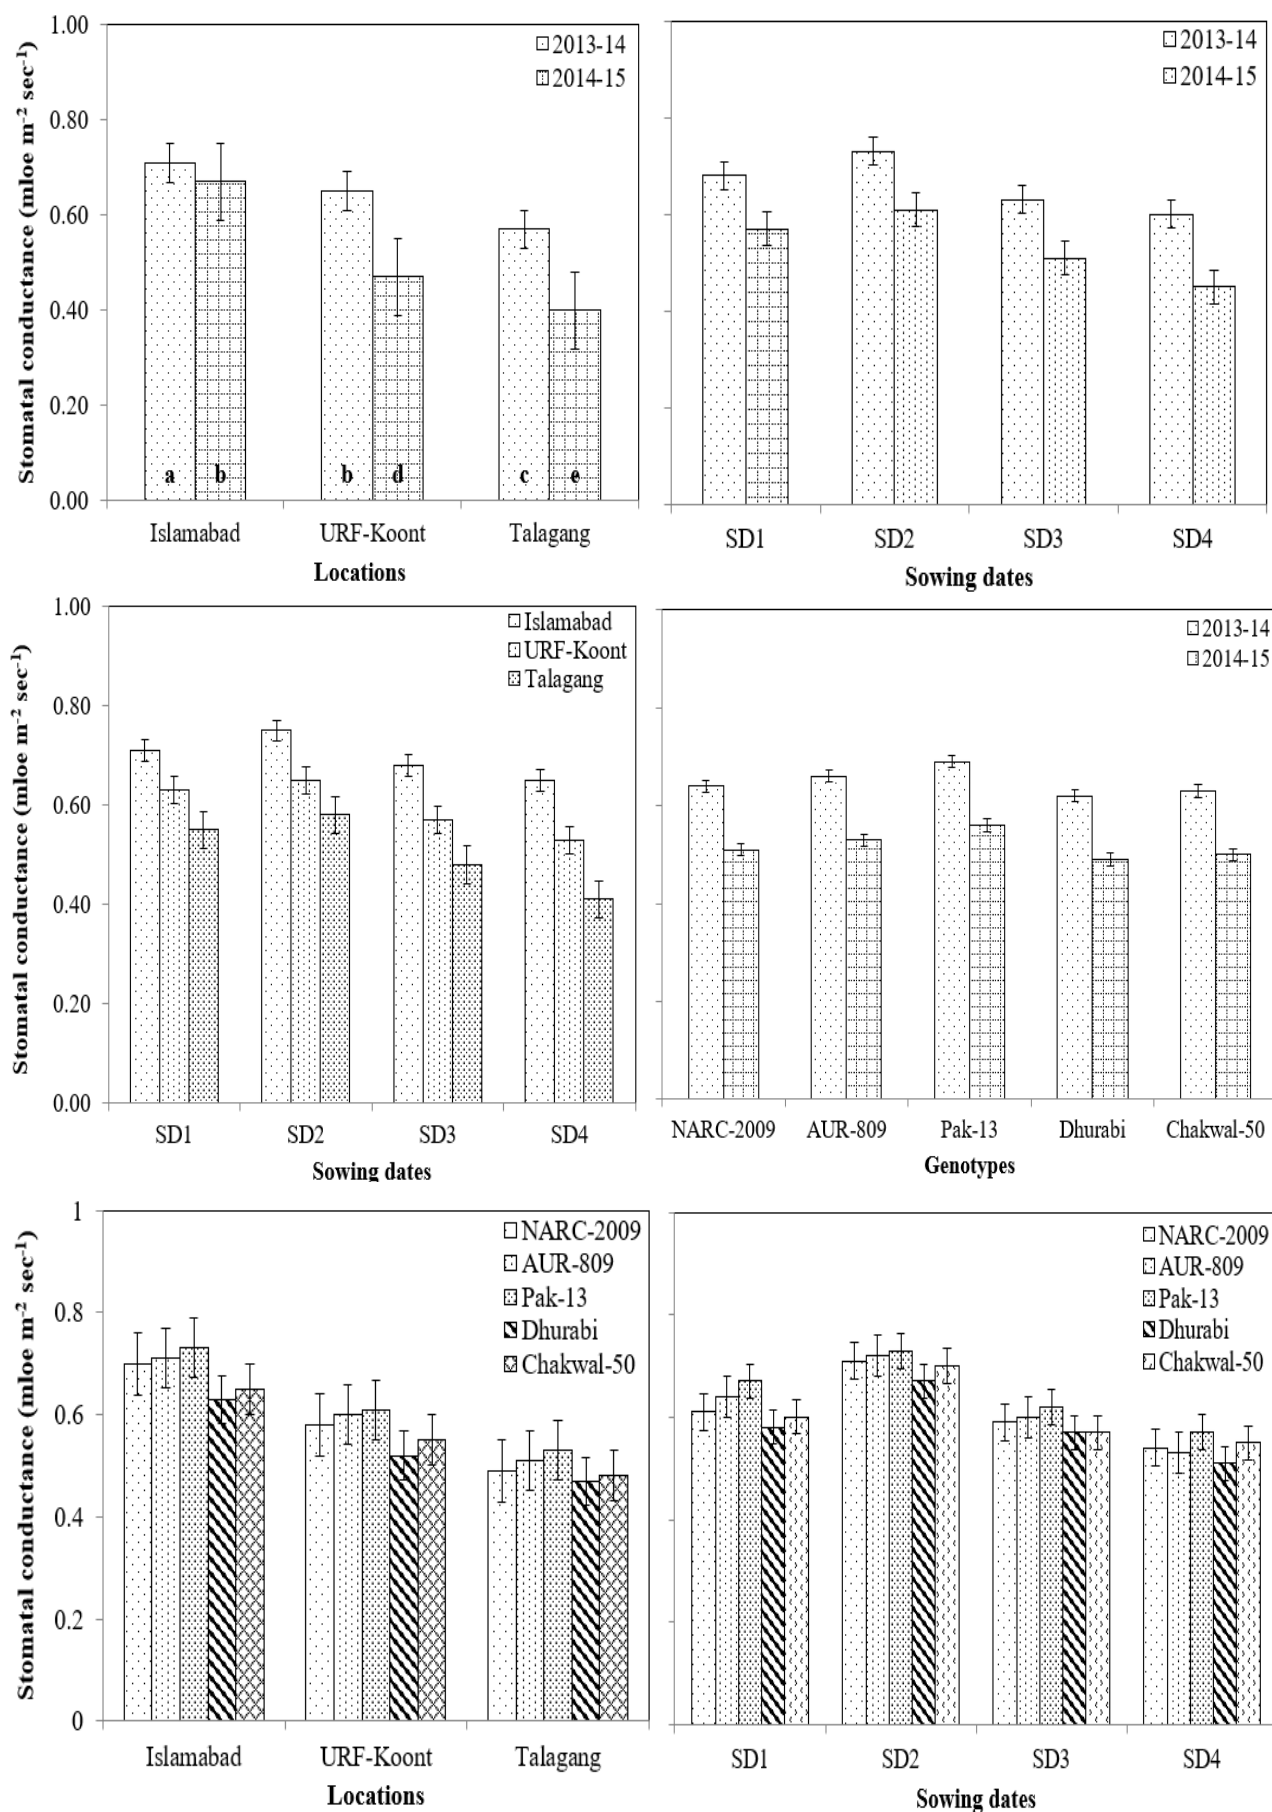 Stomatal conductance (mloe m⁻² sec⁻¹)
1.00
0.80
0.60
0.40
0.20
0.00
2013-14
2014-15
a b b d c e
Islamabad URF-Koont Talagang
Locations
2013-14
2014-15
SD1 SD2 SD3 SD4
Sowing dates
Stomatal conductance (mloe m⁻² sec⁻¹)
1.00
0.80
0.60
0.40
0.20
0.00
Islamabad
URF-Koont
Talagang
SD1 SD2 SD3 SD4
Sowing dates
2013-14
2014-15
NARC-2009 AUR-809 Pak-13 Dhurabi Chakwal-50
Genotypes
Stomatal conductance (mloe m⁻² sec⁻¹)
1
0.8
0.6
0.4
0.2
0
NARC-2009
AUR-809
Pak-13
Dhurabi
Chakwal-50
Islamabad URF-Koont Talagang
Locations
NARC-2009
AUR-809
Pak-13
Dhurabi
Chakwal-50
SD1 SD2 SD3 SD4
Sowing dates